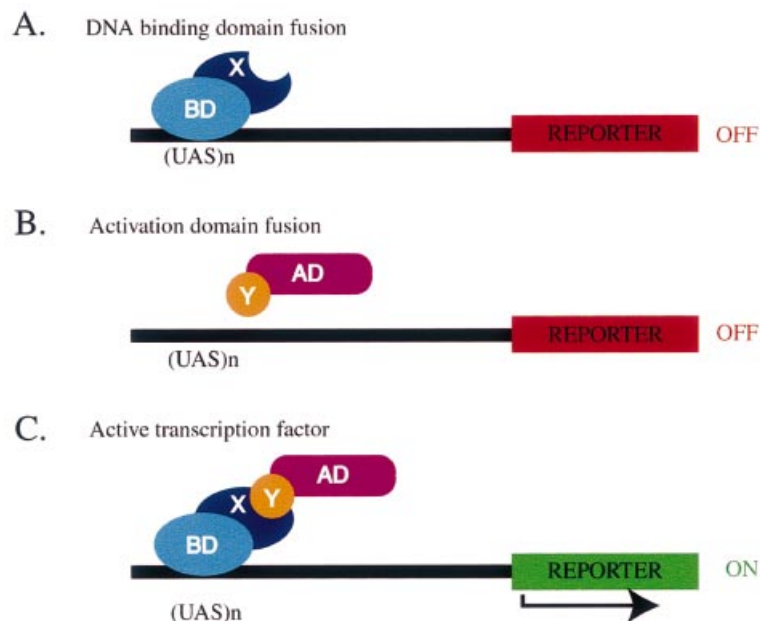 A. DNA binding domain fusion
X
BD
REPORTER OFF
(UAS)n
B. Activation domain fusion
AD
Y
REPORTER OFF
(UAS)n
C. Active transcription factor
AD
X Y
BD
REPORTER ON
(UAS)n